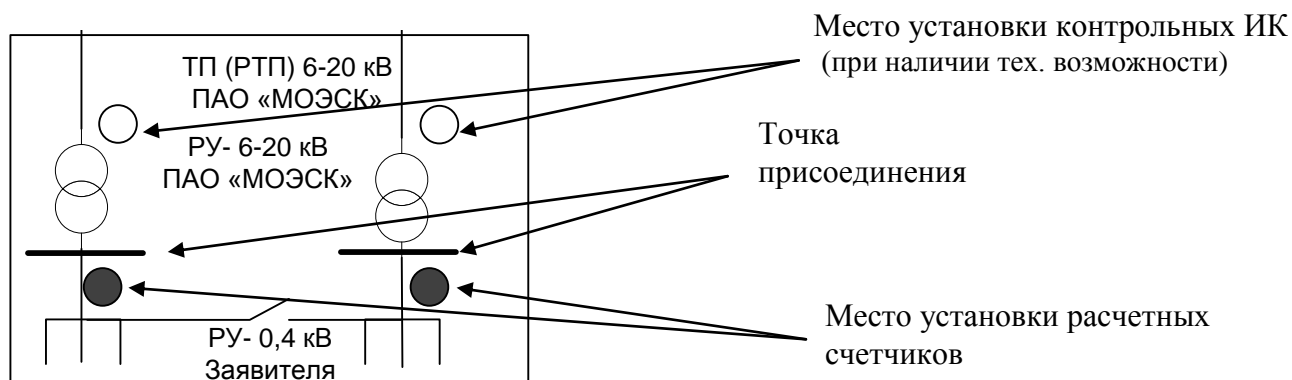 ТП (РТП) 6-20 кВ
ПАО «МОЭСК»
РУ- 6-20 кВ
ПАО «МОЭСК»
РУ- 0,4 кВ
Заявителя
Место установки контрольных ИК
(при наличии тех. возможности)
Точка
присоединения
Место установки расчетных
счетчиков